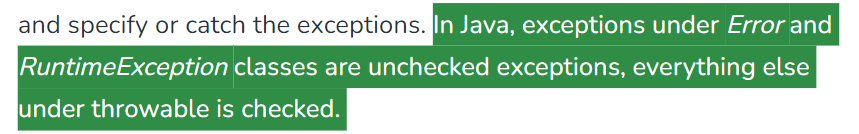 and specify or catch the exceptions. In Java, exceptions under Error and
RuntimeException classes are unchecked exceptions, everything else
under throwable is checked.